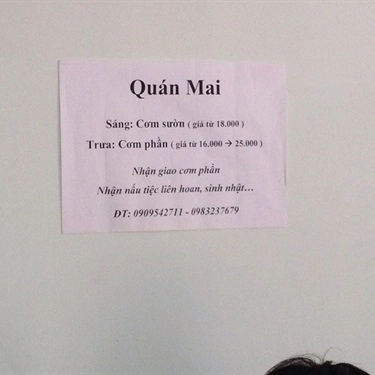 Quán Mai
Sáng: Cơm sườn ( giá từ 18.000 )
Trưa: Cơm phần ( giá từ 16.000 → 25.000 )
Nhận giao cơm phần
Nhận nấu tiệc liên hoan, sinh nhật…
ĐT: 0909542711 - 0983237679